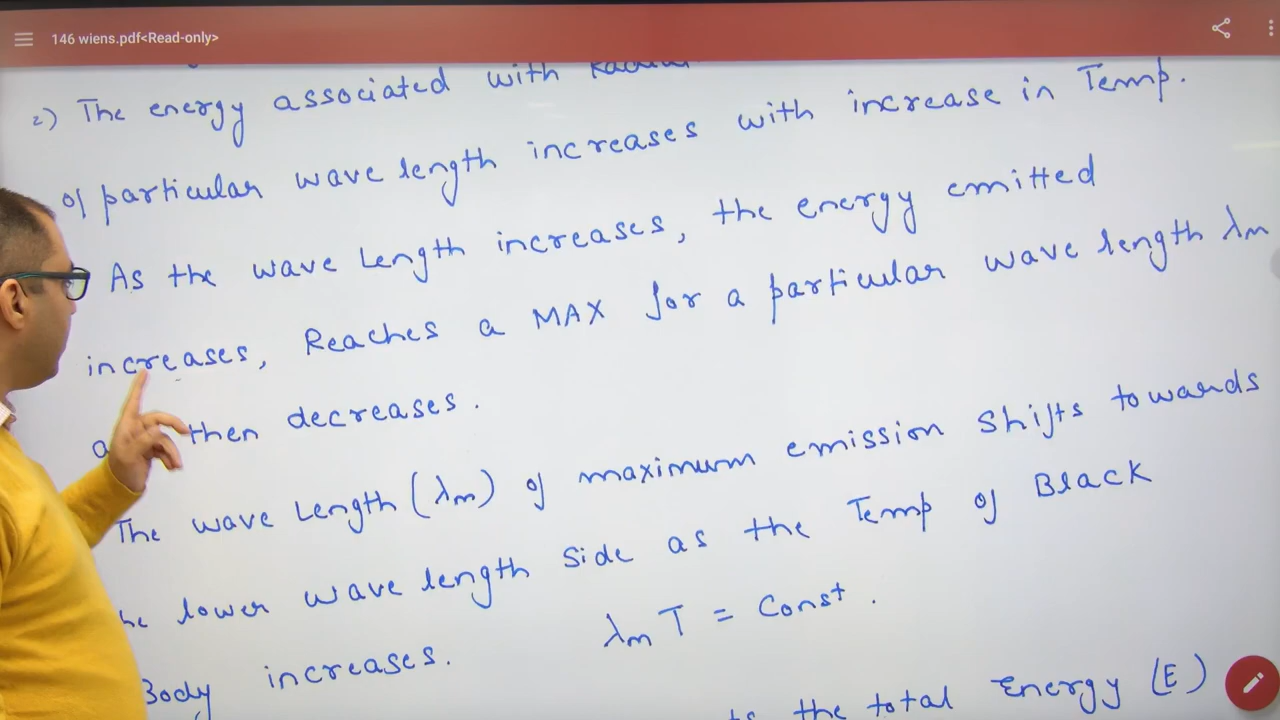 146 wiens.pdf<Read-only>
2) The energy associated with
of particular wave length increases with increase in Temp.
As the wave Length increases, the energy emitted
increases, Reaches a MAX for a particular wave length λm
then decreases.
The wave Length (λm) of maximum emission shifts towards
lower wave length side as the Temp of Black
Body increases. λm T = Const.
the total Energy (E)